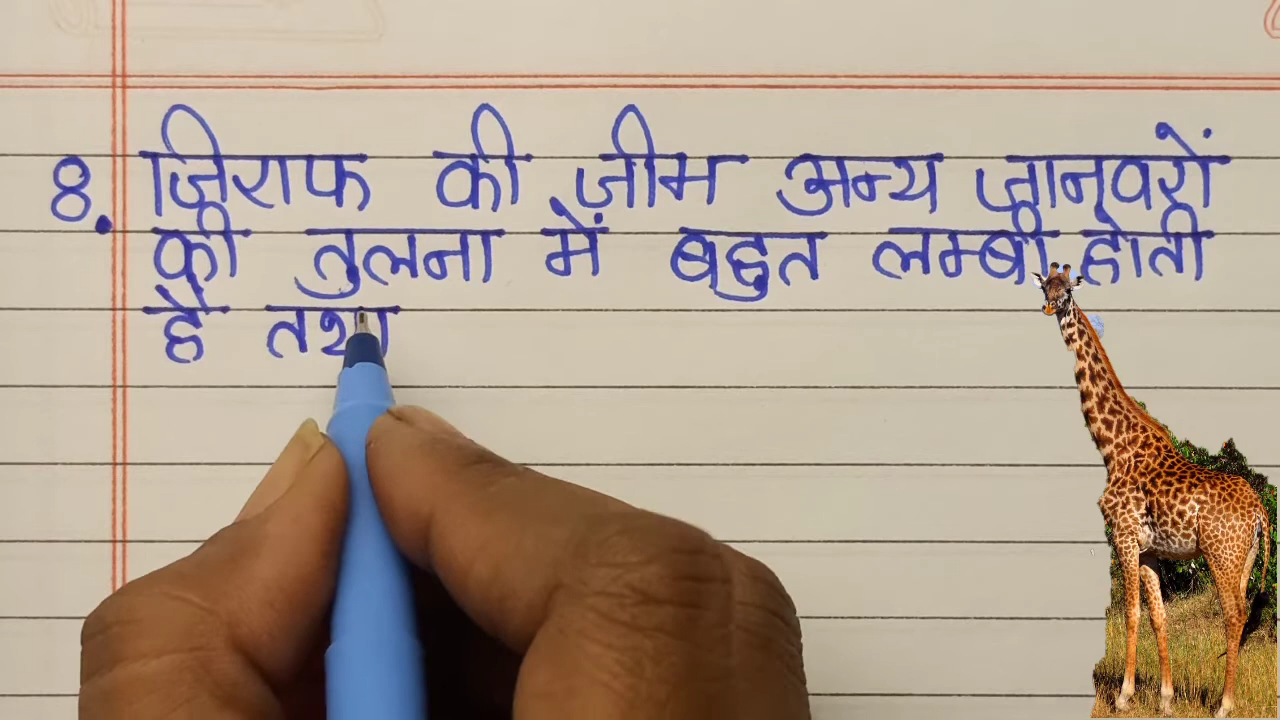 8. जिराफ की जीभ अन्य जानवरों
की तुलना में बहुत लम्बी होती
है तथा